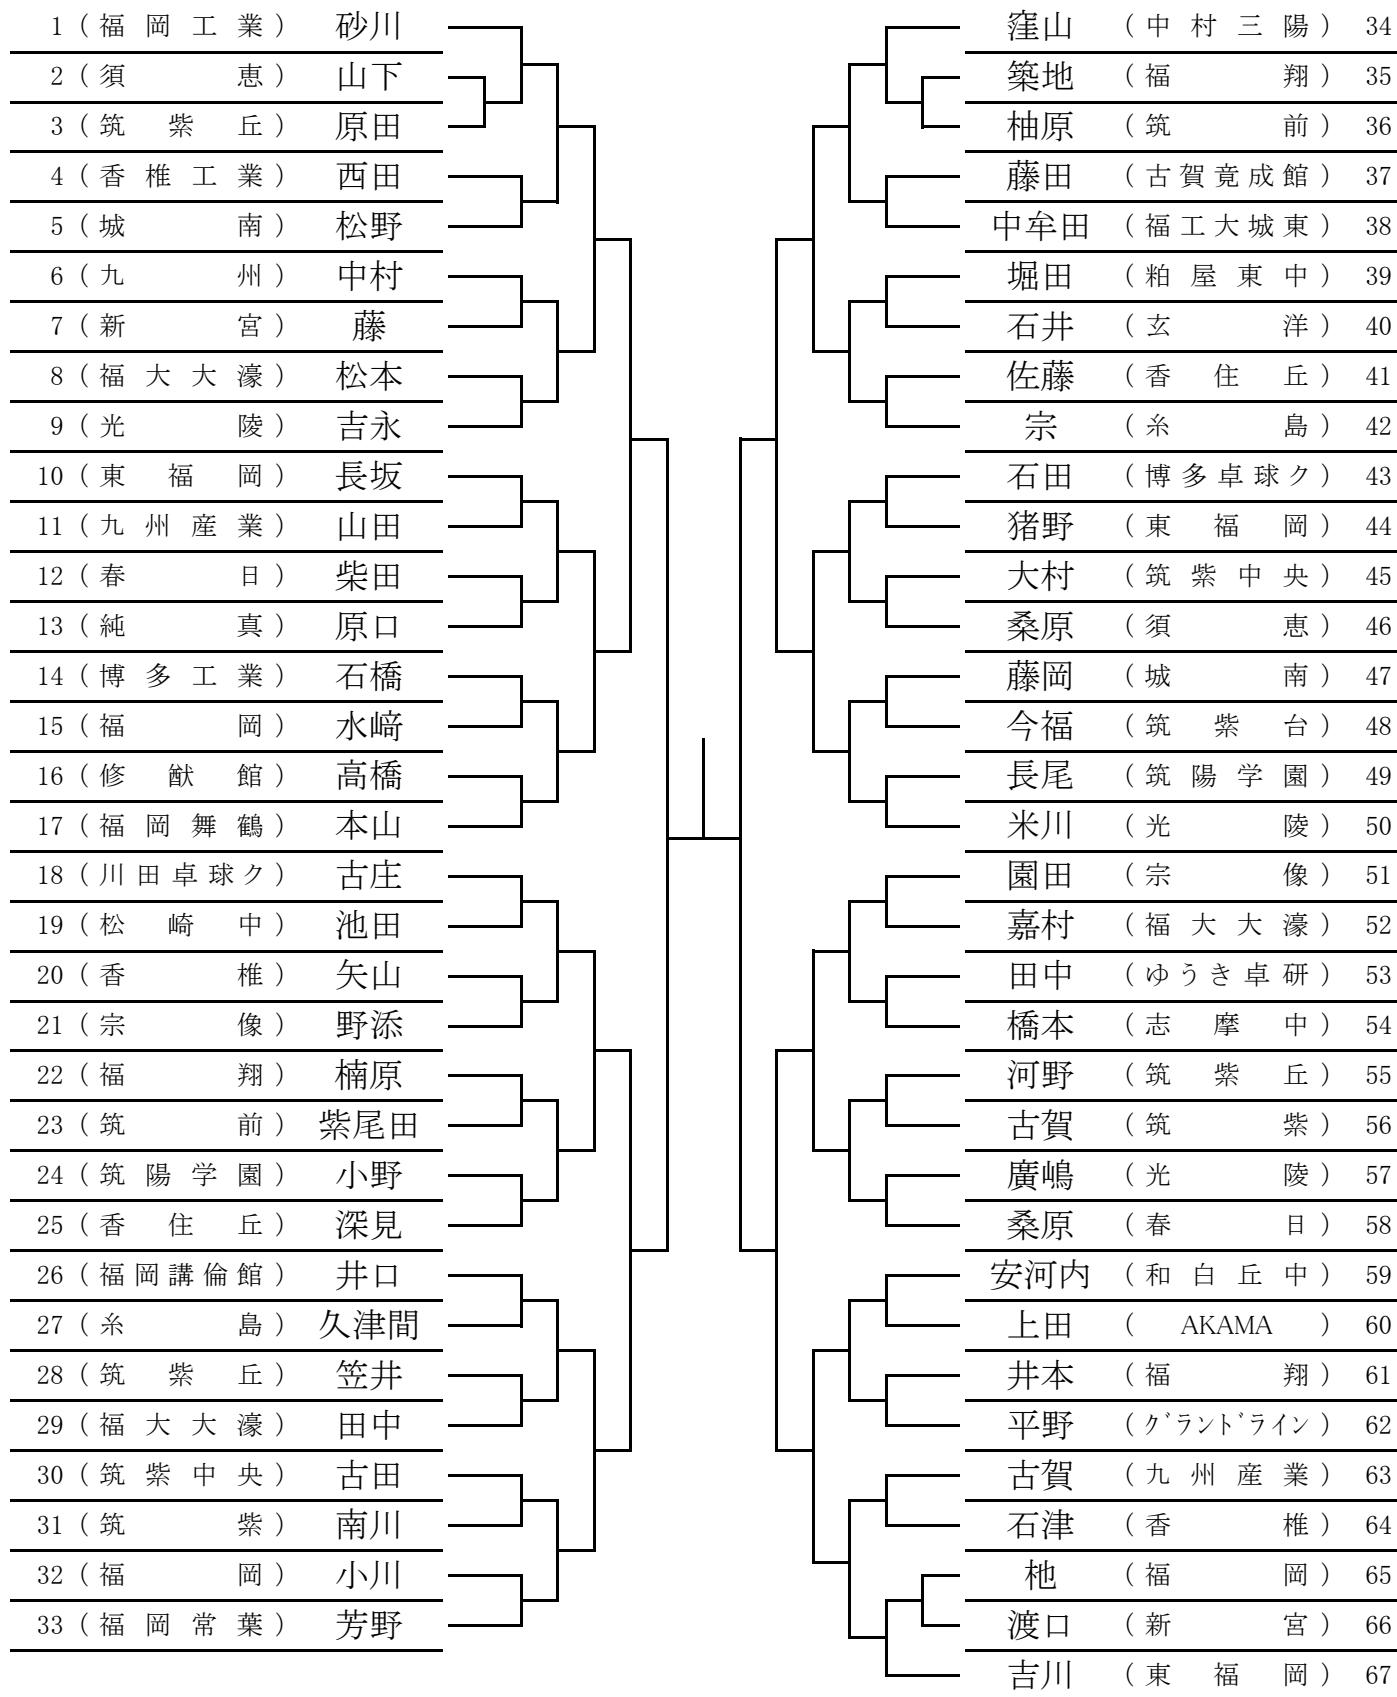 1 (福岡工業) 砂川
2 (須恵) 山下
3 (筑紫丘) 原田
4 (香椎工業) 西田
5 (城南) 松野
6 (九州) 中村
7 (新宮) 藤
8 (福大大濠) 松本
9 (光陵) 吉永
10 (東福岡) 長坂
11 (九州産業) 山田
12 (春日) 柴田
13 (純真) 原口
14 (博多工業) 石橋
15 (福岡) 水﨑
16 (修猷館) 高橋
17 (福岡舞鶴) 本山
18 (川田卓球ク) 古庄
19 (松崎中) 池田
20 (香椎) 矢山
21 (宗像) 野添
22 (福翔) 楠原
23 (筑前) 紫尾田
24 (筑陽学園) 小野
25 (香住丘) 深見
26 (福岡講倫館) 井口
27 (糸島) 久津間
28 (筑紫丘) 笠井
29 (福大大濠) 田中
30 (筑紫中央) 古田
31 (筑紫) 南川
32 (福岡) 小川
33 (福岡常葉) 芳野
窪山 (中村三陽) 34
築地 (福翔) 35
柚原 (筑前) 36
藤田 (古賀竟成館) 37
中牟田 (福工大城東) 38
堀田 (粕屋東中) 39
石井 (玄洋) 40
佐藤 (香住丘) 41
宗 (糸島) 42
石田 (博多卓球ク) 43
猪野 (東福岡) 44
大村 (筑紫中央) 45
桑原 (須恵) 46
藤岡 (城南) 47
今福 (筑紫台) 48
長尾 (筑陽学園) 49
米川 (光陵) 50
園田 (宗像) 51
嘉村 (福大大濠) 52
田中 (ゆうき卓研) 53
橋本 (志摩中) 54
河野 (筑紫丘) 55
古賀 (筑紫) 56
廣嶋 (光陵) 57
桑原 (春日) 58
安河内 (和白丘中) 59
上田 (AKAMA) 60
井本 (福翔) 61
平野 (グランドライン) 62
古賀 (九州産業) 63
石津 (香椎) 64
杝 (福岡) 65
渡口 (新宮) 66
吉川 (東福岡) 67